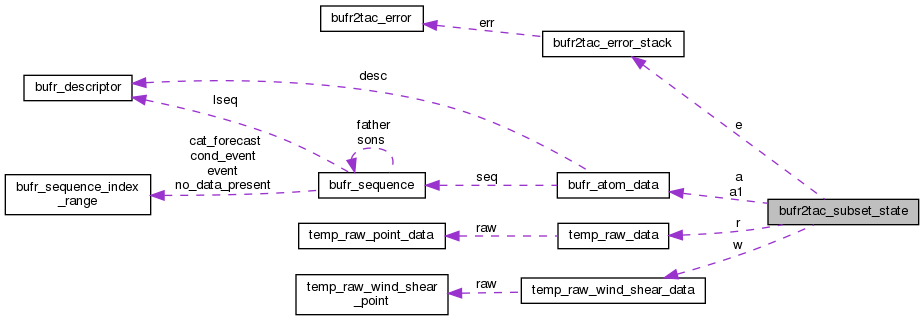 bufr2tac_error
err
bufr2tac_error_stack
bufr_descriptor
desc
lseq
e
father
sons
cat_forecast
cond_event
event
no_data_present
bufr_sequence_index
_range
bufr_sequence
seq
bufr_atom_data
a
a1
bufr2tac_subset_state
temp_raw_point_data
raw
temp_raw_data
r
w
temp_raw_wind_shear
_point
raw
temp_raw_wind_shear_data